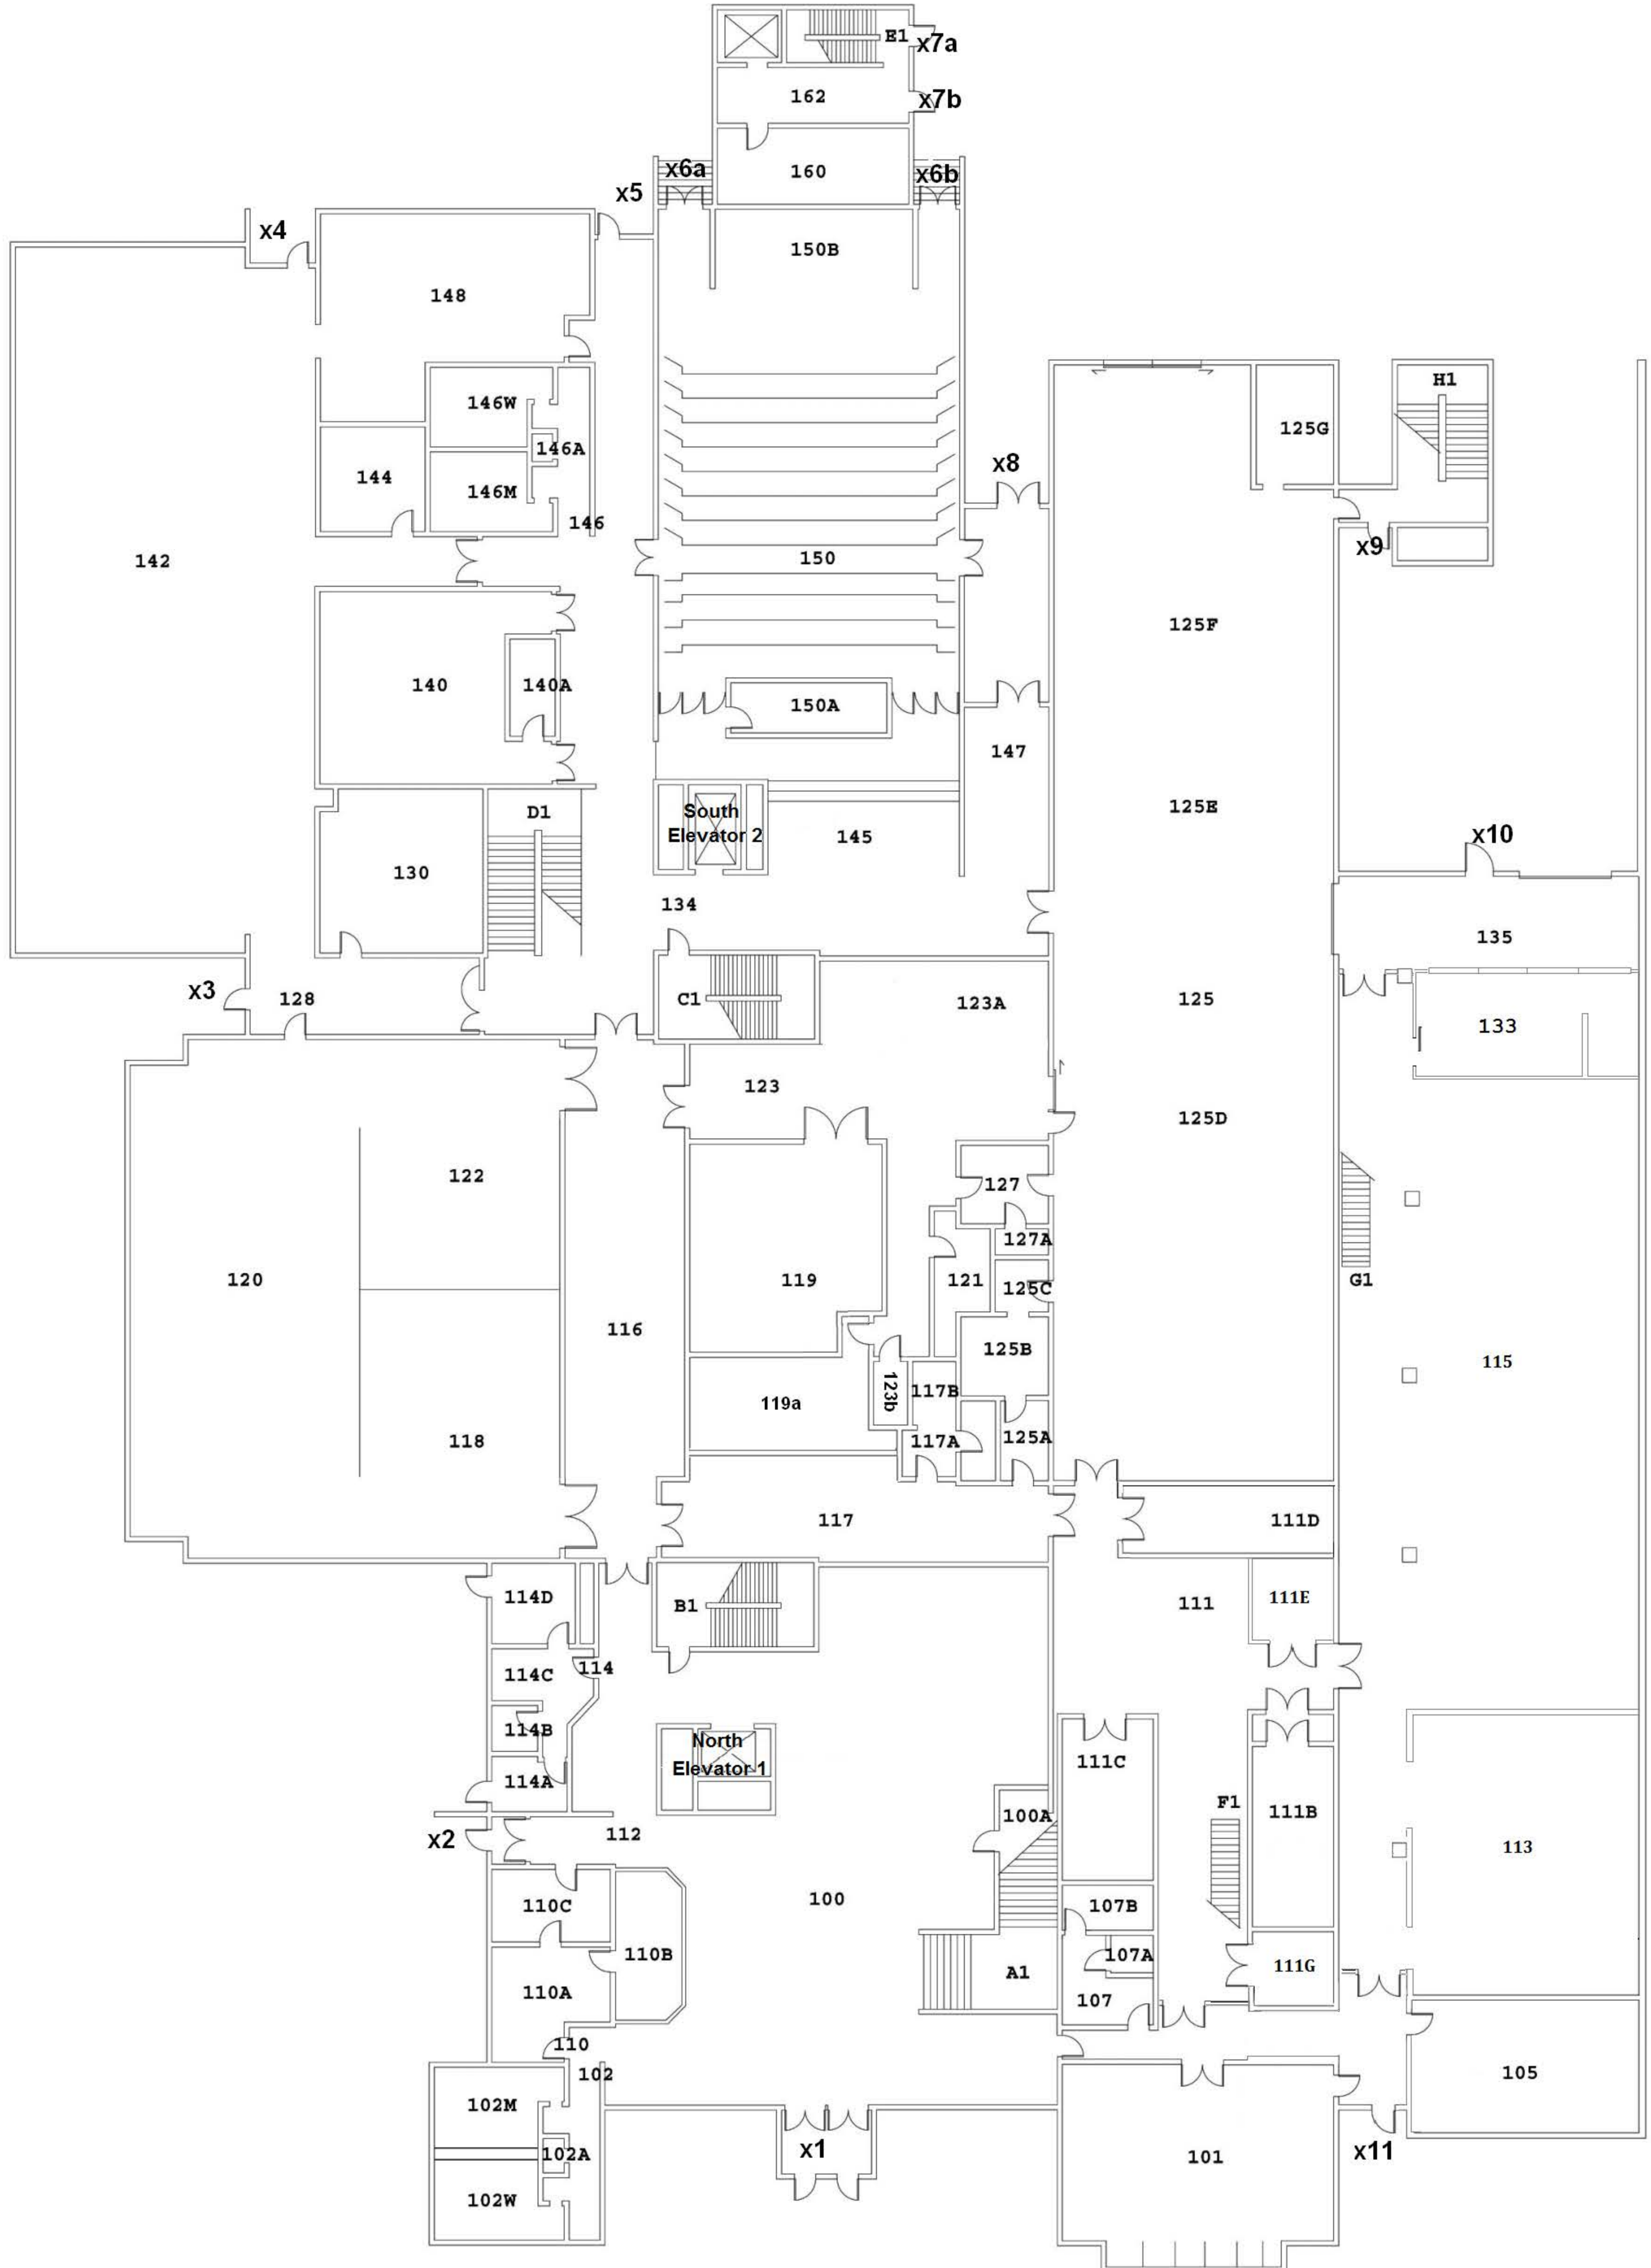 E1
x7a
162
x7b
x6a
160
x6b
x5
x4
150B
148
H1
146W
125G
146A
x8
144
146M
146
x9
142
150
125F
140
140A
150A
147
125E
D1
South
Elevator 2
145
x10
130
134
135
x3
128
C1
123A
125
133
123
125D
122
127
127A
120
119
121
125C
G1
116
125B
115
119a
123b
117B
118
117A
125A
117
111D
114D
B1
111
111E
114C
114
114B
North
Elevator 1
111C
114A
100A
F1
111B
x2
112
113
110C
100
107B
110B
107A
110A
A1
107
111G
110
102
105
102M
x1
102A
101
x11
102W